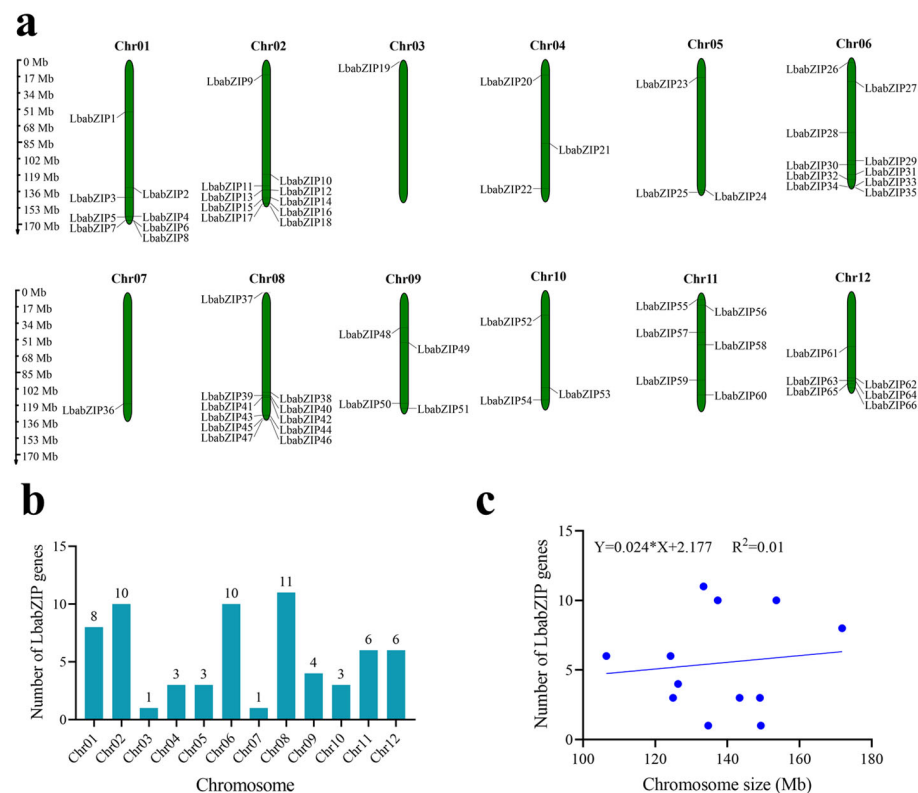 a
Chr01
Chr02
Chr03
Chr04
Chr05
Chr06
0 Mb
17 Mb
34 Mb
51 Mb
68 Mb
85 Mb
102 Mb
119 Mb
136 Mb
153 Mb
170 Mb
LbabZIP1
LbabZIP2
LbabZIP3
LbabZIP4
LbabZIP5
LbabZIP6
LbabZIP7
LbabZIP8
LbabZIP9
LbabZIP10
LbabZIP11
LbabZIP12
LbabZIP13
LbabZIP14
LbabZIP15
LbabZIP16
LbabZIP17
LbabZIP18
LbabZIP19
LbabZIP20
LbabZIP21
LbabZIP22
LbabZIP23
LbabZIP24
LbabZIP25
LbabZIP26
LbabZIP27
LbabZIP28
LbabZIP29
LbabZIP30
LbabZIP31
LbabZIP32
LbabZIP33
LbabZIP34
LbabZIP35
Chr07
Chr08
Chr09
Chr10
Chr11
Chr12
0 Mb
17 Mb
34 Mb
51 Mb
68 Mb
85 Mb
102 Mb
119 Mb
136 Mb
153 Mb
170 Mb
LbabZIP36
LbabZIP37
LbabZIP38
LbabZIP39
LbabZIP40
LbabZIP41
LbabZIP42
LbabZIP43
LbabZIP44
LbabZIP45
LbabZIP46
LbabZIP47
LbabZIP48
LbabZIP49
LbabZIP50
LbabZIP51
LbabZIP52
LbabZIP53
LbabZIP54
LbabZIP55
LbabZIP56
LbabZIP57
LbabZIP58
LbabZIP59
LbabZIP60
LbabZIP61
LbabZIP62
LbabZIP63
LbabZIP64
LbabZIP65
LbabZIP66
b
Number of LbabZIP genes
15
10
5
0
8
10
1
3
3
10
1
11
4
3
6
6
Chr01
Chr02
Chr03
Chr04
Chr05
Chr06
Chr07
Chr08
Chr09
Chr10
Chr11
Chr12
Chromosome
c
Number of LbabZIP genes
15
10
5
0
Y=0.024*X+2.177 R²=0.01
100 120 140 160 180
Chromosome size (Mb)